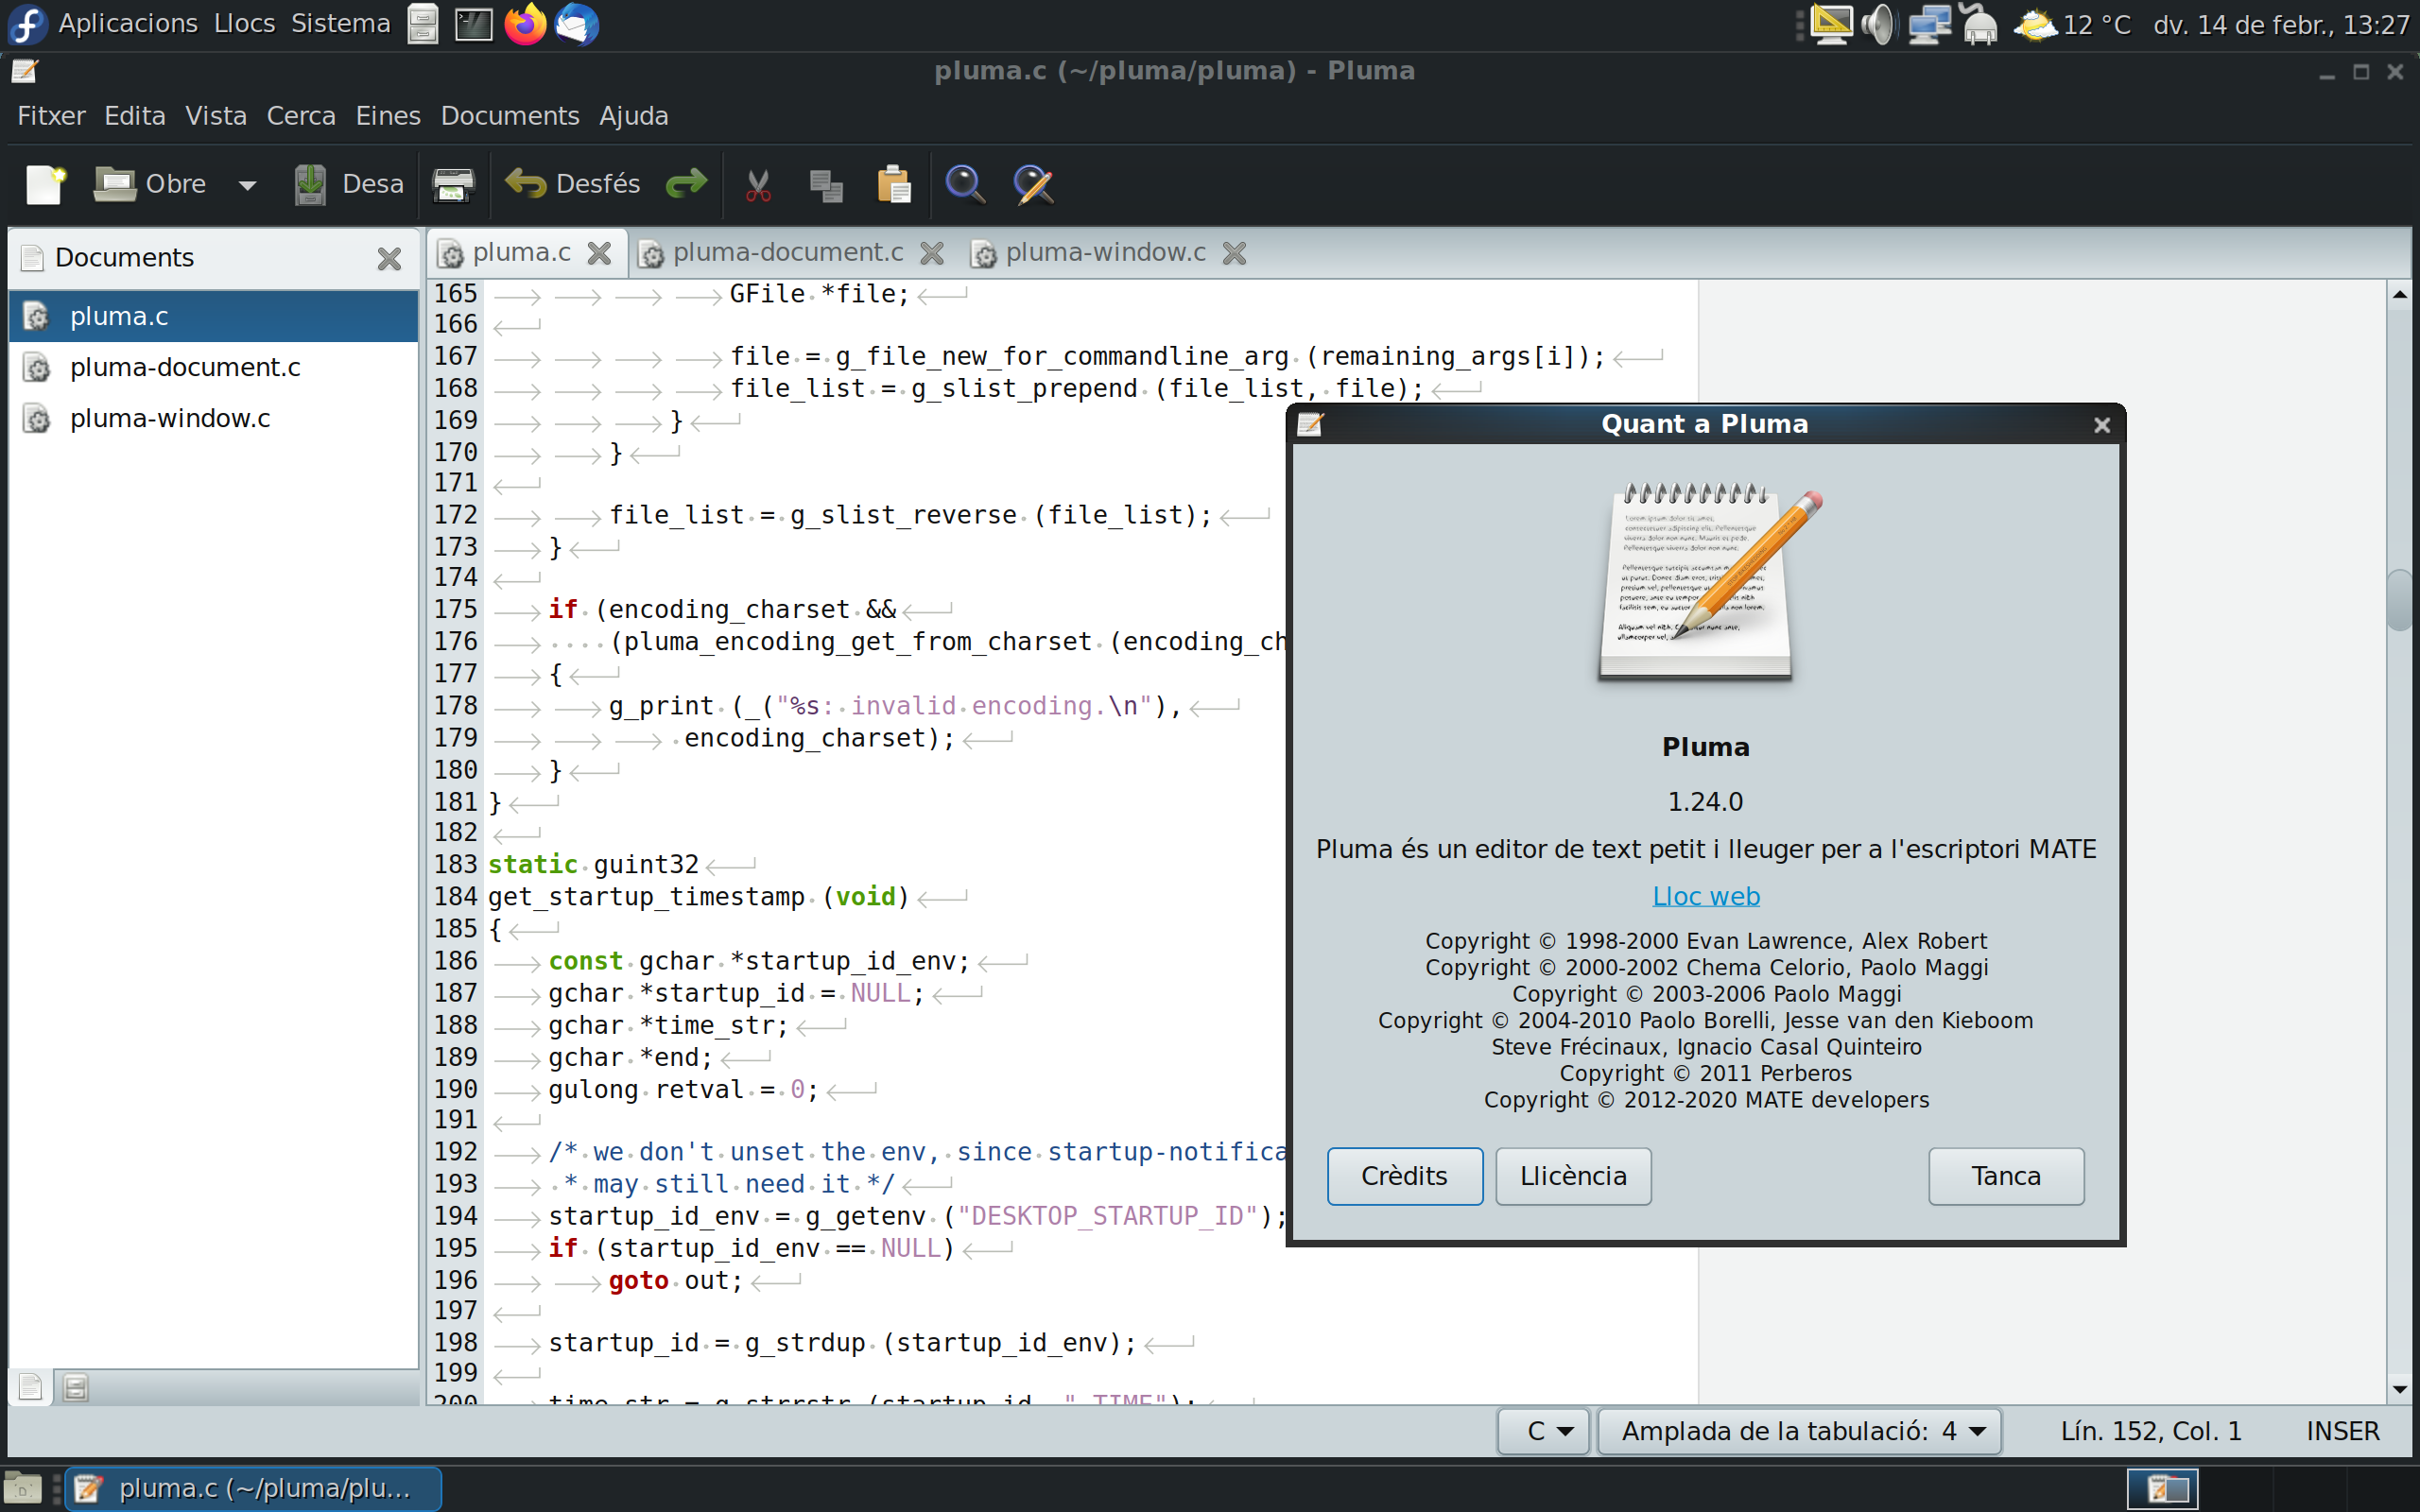 Aplicacions Llocs Sistema
12 °C dv. 14 de febr., 13:27
pluma.c (~/pluma/pluma) - Pluma
Fitxer Edita Vista Cerca Eines Documents Ajuda
Obre Desa Desfés
Documents
pluma.c
pluma-document.c
pluma-window.c
pluma.c pluma-document.c pluma-window.c
165 GFile *file;
166
167 file = g_file_new_for_commandline_arg (remaining_args[i]);
168 file_list = g_slist_prepend (file_list, file);
169 }
170 }
171
172 file_list = g_slist_reverse (file_list);
173 }
174
175 if (encoding_charset &&
176 (pluma_encoding_get_from_charset (encoding_ch
177 {
178 g_print (_("%s: invalid encoding.\n"),
179 encoding_charset);
180 }
181 }
182
183 static guint32
184 get_startup_timestamp (void)
185 {
186 const gchar *startup_id_env;
187 gchar *startup_id = NULL;
188 gchar *time_str;
189 gchar *end;
190 gulong retval = 0;
191
192 /* we don't unset the env, since startup-notifica
193 * may still need it */
194 startup_id_env = g_getenv ("DESKTOP_STARTUP_ID");
195 if (startup_id_env == NULL)
196 goto out;
197
198 startup_id = g_strdup (startup_id_env);
199
200 time_str = g_strrstr (startup_id, "_TIME");
Quant a Pluma
Pluma
1.24.0
Pluma és un editor de text petit i lleuger per a l'escriptori MATE
Lloc web
Copyright © 1998-2000 Evan Lawrence, Alex Robert
Copyright © 2000-2002 Chema Celorio, Paolo Maggi
Copyright © 2003-2006 Paolo Maggi
Copyright © 2004-2010 Paolo Borelli, Jesse van den Kieboom
Steve Frécinaux, Ignacio Casal Quinteiro
Copyright © 2011 Perberos
Copyright © 2012-2020 MATE developers
Crèdits Llicència Tanca
C Amplada de la tabulació: 4 Lín. 152, Col. 1 INSER
pluma.c (~/pluma/plu...